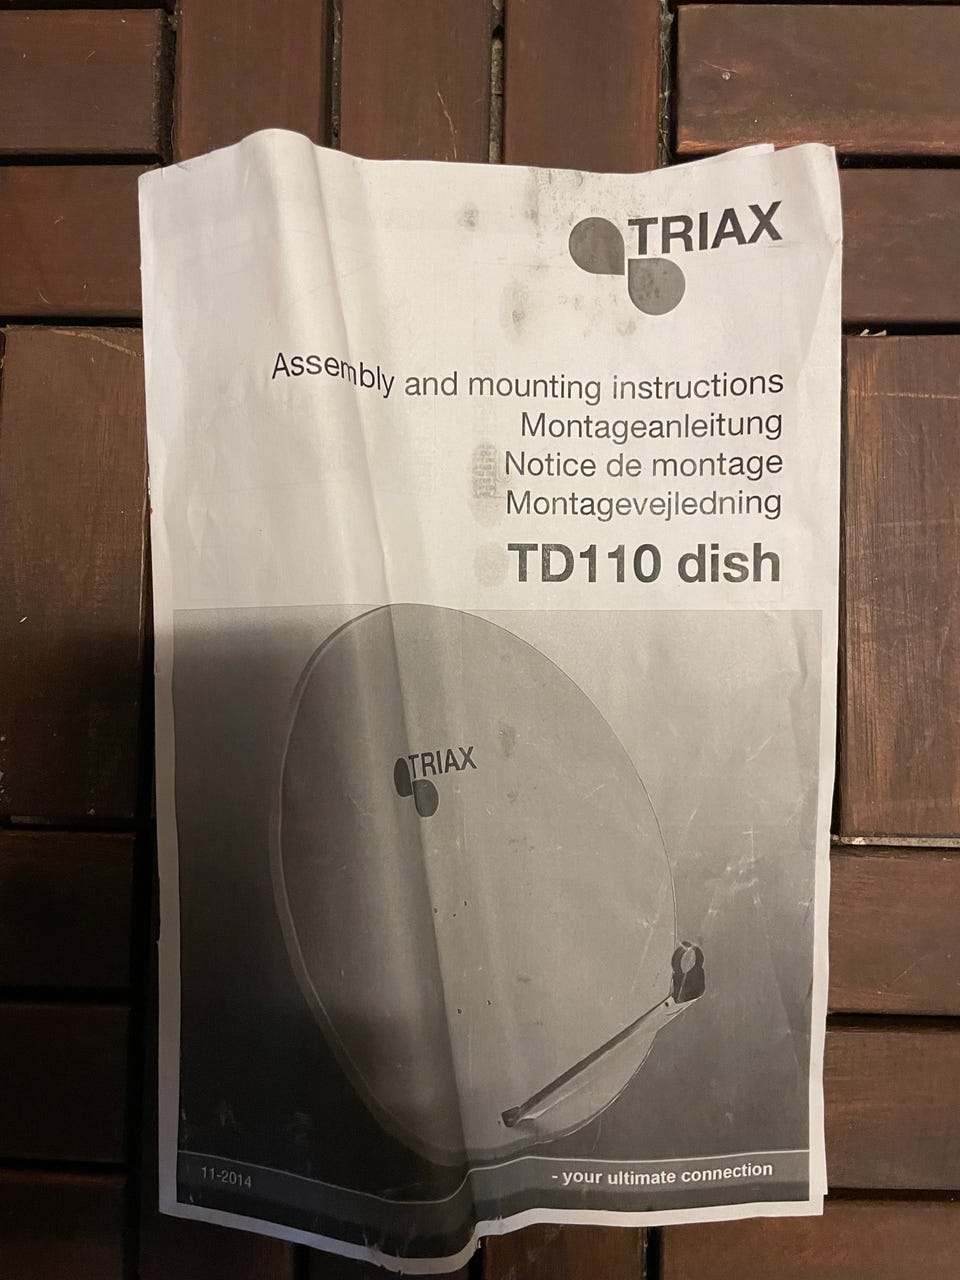 TRIAX
Assembly and mounting instructions
Montageanleitung
Notice de montage
Montagevejledning
TD110 dish
TRIAX
11-2014
- your ultimate connection